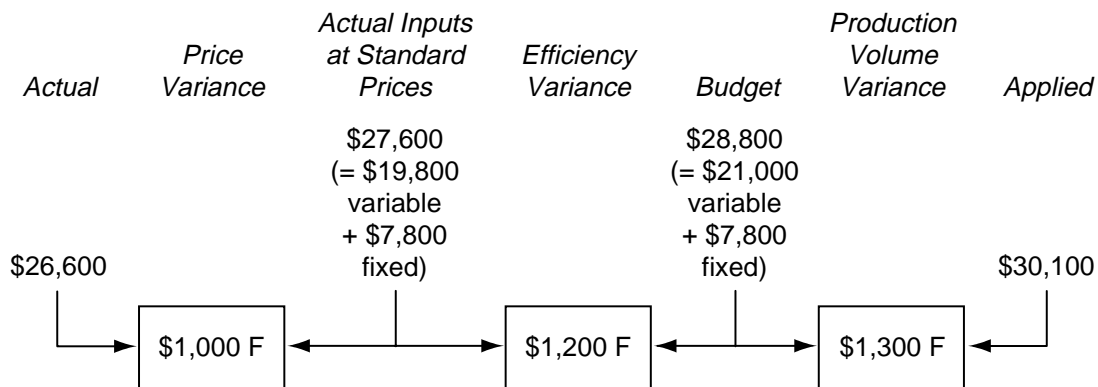 Actual
Price
Variance
Actual Inputs
at Standard
Prices
Efficiency
Variance
Budget
Production
Volume
Variance
Applied
$26,600
$27,600
(= $19,800
variable
+ $7,800
fixed)
$28,800
(= $21,000
variable
+ $7,800
fixed)
$30,100
$1,000 F
$1,200 F
$1,300 F